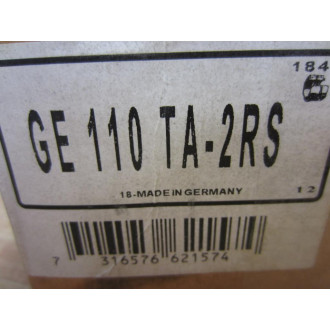 184
GE 110 TA-2RS
18-MADE IN GERMANY
12
7 316576 621574